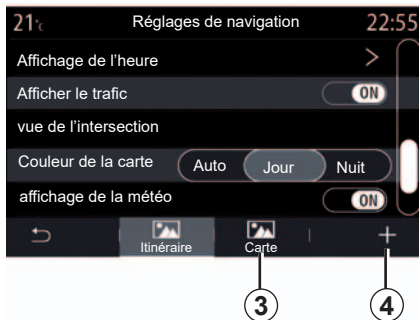 21°c Réglages de navigation 22:55
Affichage de l'heure >
Afficher le trafic ON
vue de l'intersection
Couleur de la carte Auto Jour Nuit
affichage de la météo ON
Itinéraire Carte +
3 4